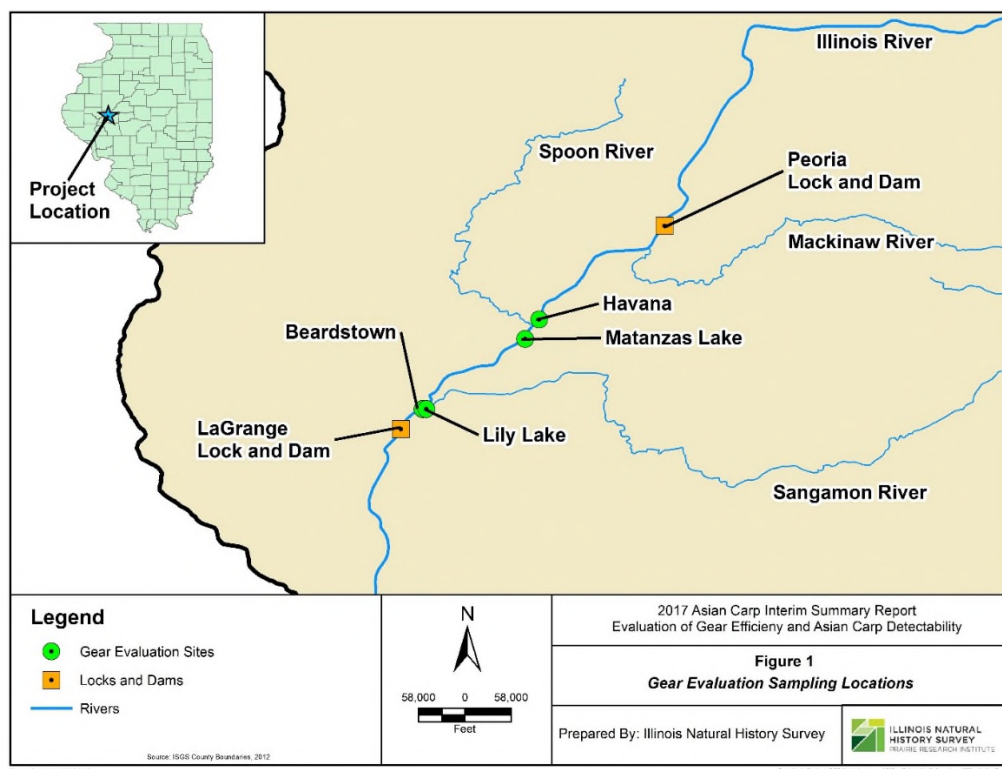 Project
Location
Illinois River
Spoon River
Peoria
Lock and Dam
Mackinaw River
Havana
Beardstown
Matanzas Lake
LaGrange
Lock and Dam
Lily Lake
Sangamon River
Legend
Gear Evaluation Sites
Locks and Dams
Rivers
Source: ISGS County Boundaries, 2012
N
58,000 0 58,000
Feet
2017 Asian Carp Interim Summary Report
Evaluation of Gear Efficieny and Asian Carp Detectability
Figure 1
Gear Evaluation Sampling Locations
Prepared By: Illinois Natural History Survey
ILLINOIS NATURAL
HISTORY SURVEY
PRAIRIE RESEARCH INSTITUTE